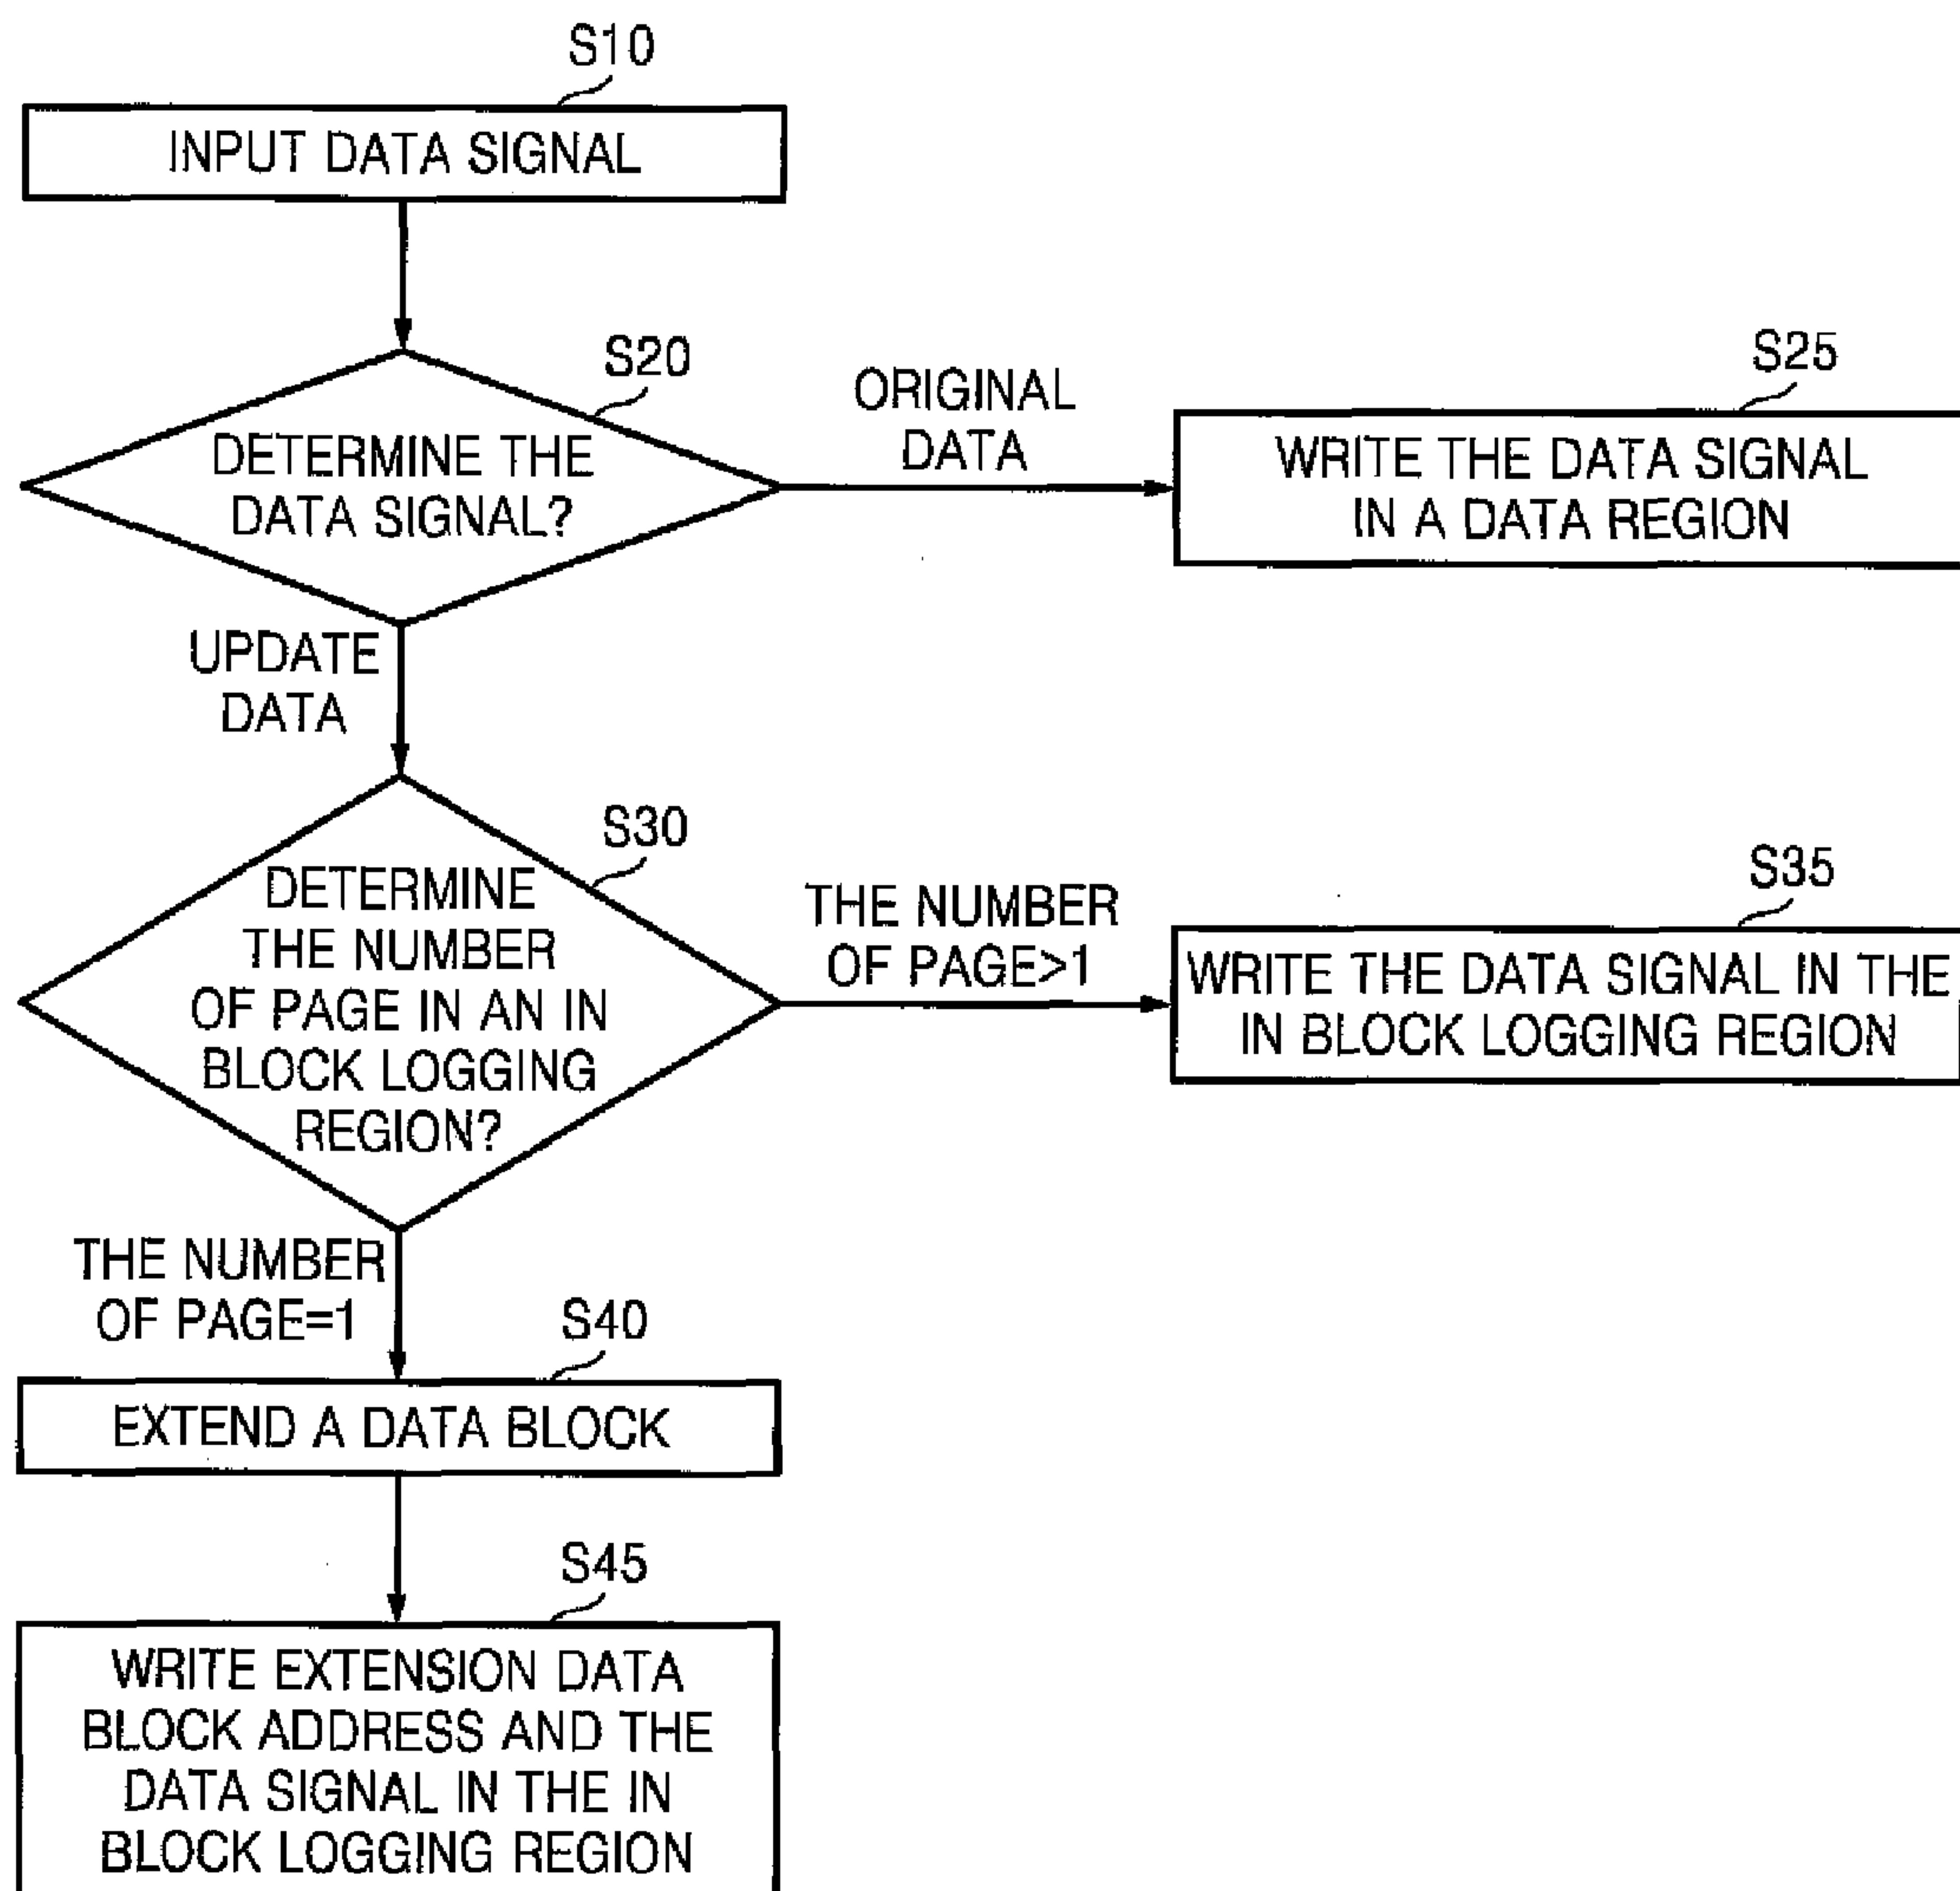 S10
INPUT DATA SIGNAL
S20
DETERMINE THE
DATA SIGNAL?
ORIGINAL
DATA
S25
WRITE THE DATA SIGNAL
IN A DATA REGION
UPDATE
DATA
S30
DETERMINE
THE NUMBER
OF PAGE IN AN IN
BLOCK LOGGING
REGION?
THE NUMBER
OF PAGE>1
S35
WRITE THE DATA SIGNAL IN THE
IN BLOCK LOGGING REGION
THE NUMBER
OF PAGE=1
S40
EXTEND A DATA BLOCK
S45
WRITE EXTENSION DATA
BLOCK ADDRESS AND THE
DATA SIGNAL IN THE IN
BLOCK LOGGING REGION